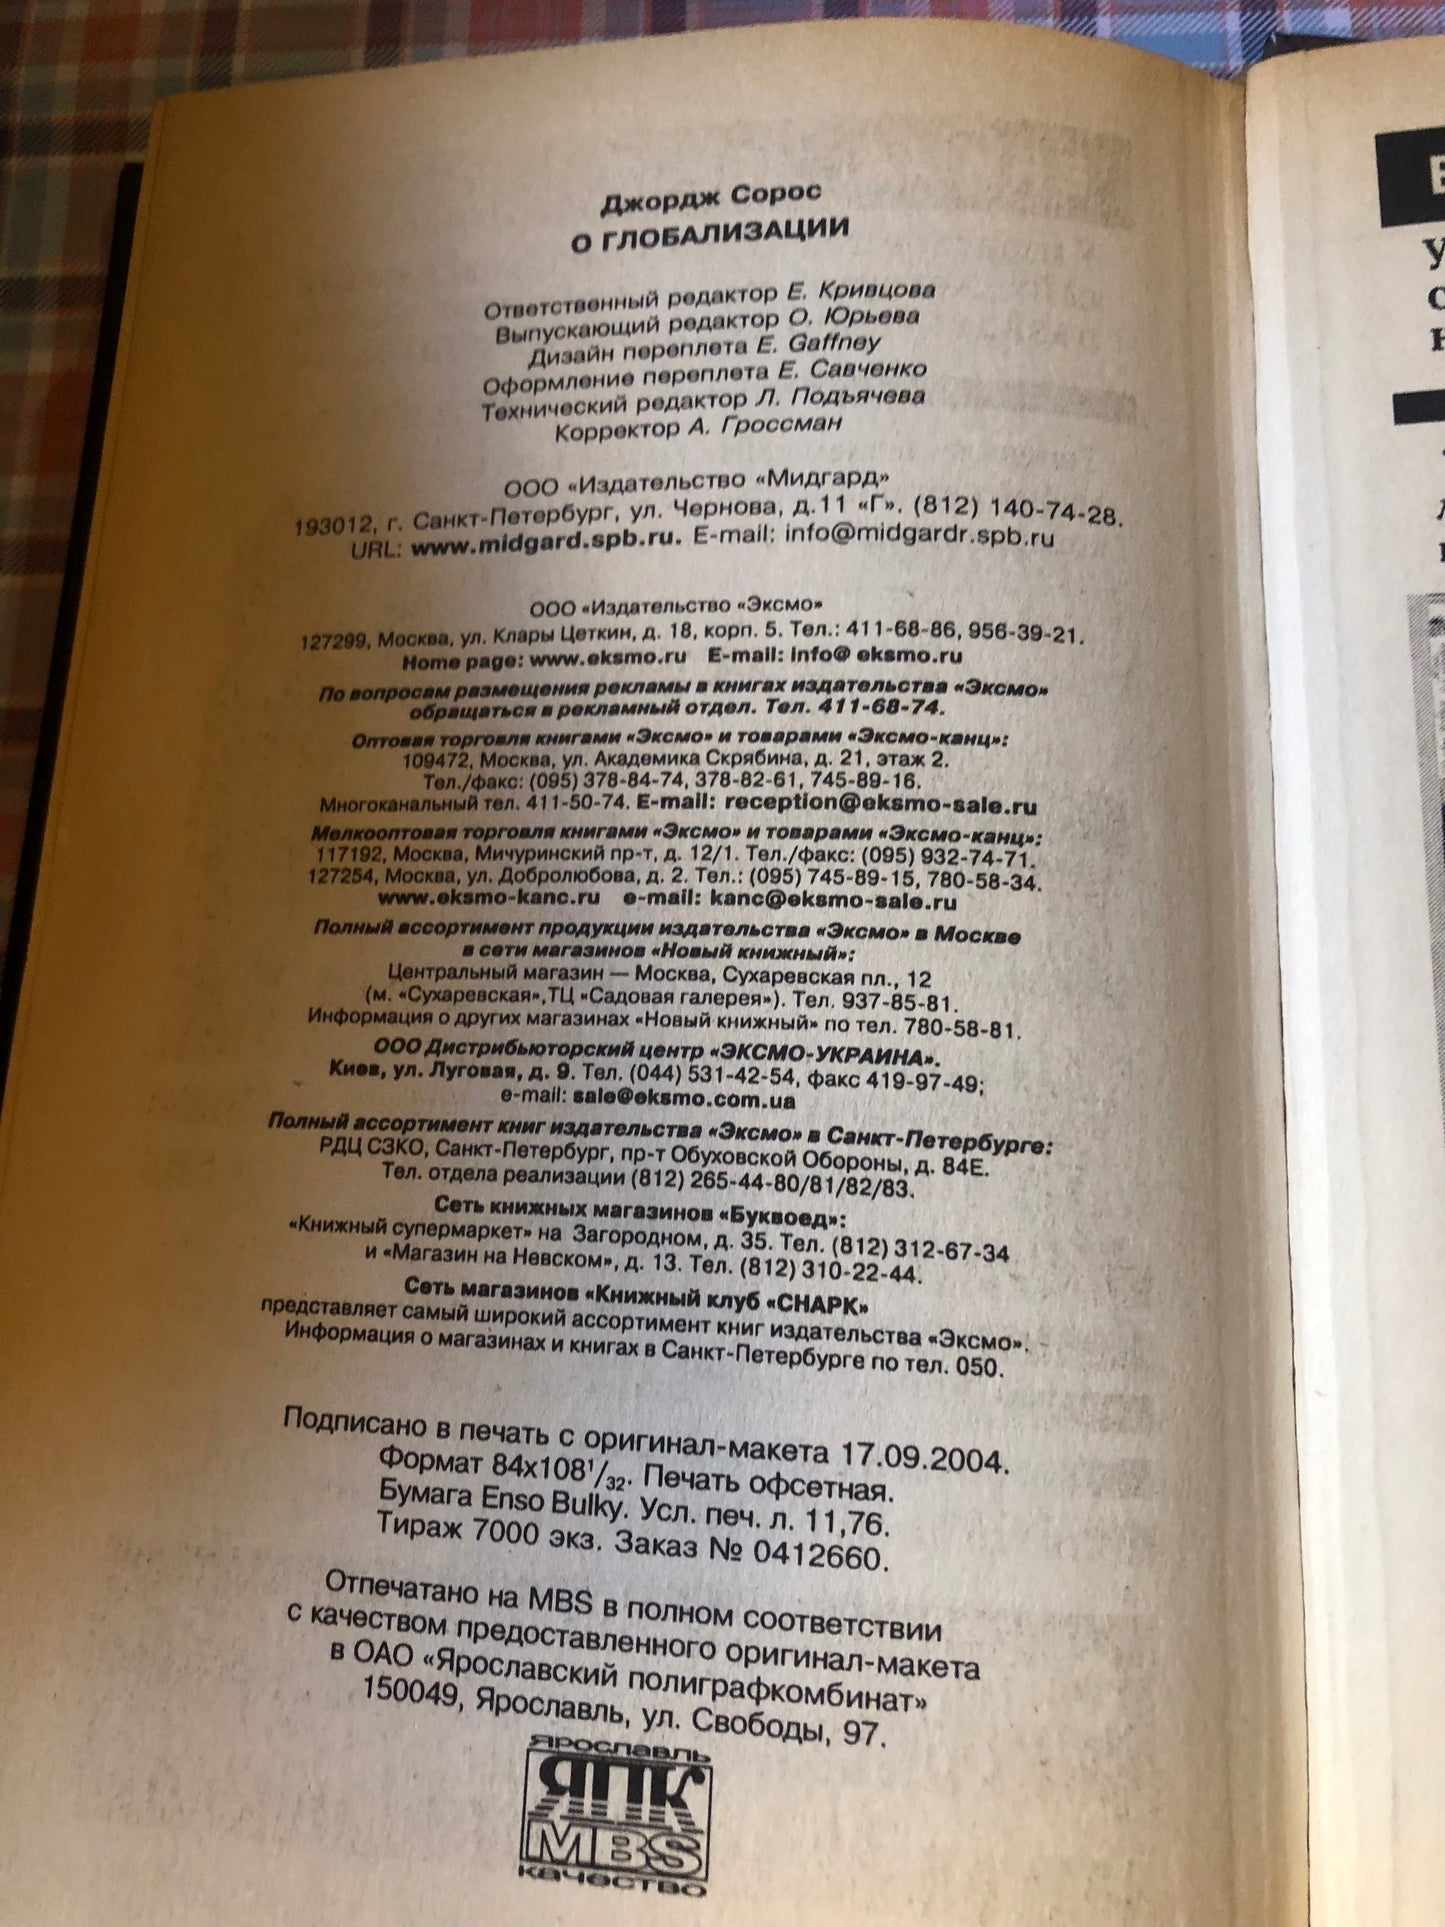 Джордж Сорос
О ГЛОБАЛИЗАЦИИ
Ответственный редактор Е. Кривцова
Выпускающий редактор О. Юрьева
Дизайн переплета E. Gaffney
Оформление переплета Е. Савченко
Технический редактор Л. Подъячева
Корректор А. Гроссман
ООО «Издательство «Мидгард»
193012, г. Санкт-Петербург, ул. Чернова, д.11 «Г». (812) 140-74-28.
URL: www.midgard.spb.ru. E-mail: info@midgardr.spb.ru
ООО «Издательство «Эксмо»
127299, Москва, ул. Клары Цеткин, д. 18, корп. 5. Тел.: 411-68-86, 956-39-21.
Home page: www.eksmo.ru E-mail: info@ eksmo.ru
По вопросам размещения рекламы в книгах издательства «Эксмо»
обращаться в рекламный отдел. Тел. 411-68-74.
Оптовая торговля книгами «Эксмо» и товарами «Эксмо-канц»:
109472, Москва, ул. Академика Скрябина, д. 21, этаж 2.
Тел./факс: (095) 378-84-74, 378-82-61, 745-89-16.
Многоканальный тел. 411-50-74. E-mail: reception@eksmo-sale.ru
Мелкооптовая торговля книгами «Эксмо» и товарами «Эксмо-канц»:
117192, Москва, Мичуринский пр-т, д. 12/1. Тел./факс: (095) 932-74-71.
127254, Москва, ул. Добролюбова, д. 2. Тел.: (095) 745-89-15, 780-58-34.
www.eksmo-kanc.ru e-mail: kanc@eksmo-sale.ru
Полный ассортимент продукции издательства «Эксмо» в Москве
в сети магазинов «Новый книжный»:
Центральный магазин — Москва, Сухаревская пл., 12
(м. «Сухаревская»,ТЦ «Садовая галерея»). Тел. 937-85-81.
Информация о других магазинах «Новый книжный» по тел. 780-58-81.
ООО Дистрибьюторский центр «ЭКСМО-УКРАИНА».
Киев, ул. Луговая, д. 9. Тел. (044) 531-42-54, факс 419-97-49;
e-mail: sale@eksmo.com.ua
Полный ассортимент книг издательства «Эксмо» в Санкт-Петербурге:
РДЦ СЗКО, Санкт-Петербург, пр-т Обуховской Обороны, д. 84Е.
Тел. отдела реализации (812) 265-44-80/81/82/83.
Сеть книжных магазинов «Буквоед»:
«Книжный супермаркет» на Загородном, д. 35. Тел. (812) 312-67-34
и «Магазин на Невском», д. 13. Тел. (812) 310-22-44.
Сеть магазинов «Книжный клуб «СНАРК»
представляет самый широкий ассортимент книг издательства «Эксмо».
Информация о магазинах и книгах в Санкт-Петербурге по тел. 050.
Подписано в печать с оригинал-макета 17.09.2004.
Формат 84x108¹/₃₂. Печать офсетная.
Бумага Enso Bulky. Усл. печ. л. 11,76.
Тираж 7000 экз. Заказ № 0412660.
Отпечатано на MBS в полном соответствии
с качеством предоставленного оригинал-макета
в ОАО «Ярославский полиграфкомбинат»
150049, Ярославль, ул. Свободы, 97.
ЯРОСЛАВЛЬ
ЯПК
MBS
КАЧЕСТВО